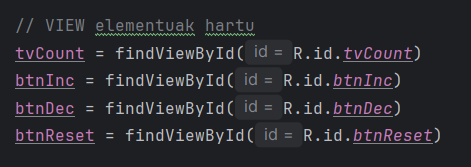 // VIEW elementuak hartu
tvCount = findViewById( id = R.id.tvCount)
btnInc = findViewById( id = R.id.btnInc)
btnDec = findViewById( id = R.id.btnDec)
btnReset = findViewById( id = R.id.btnReset)